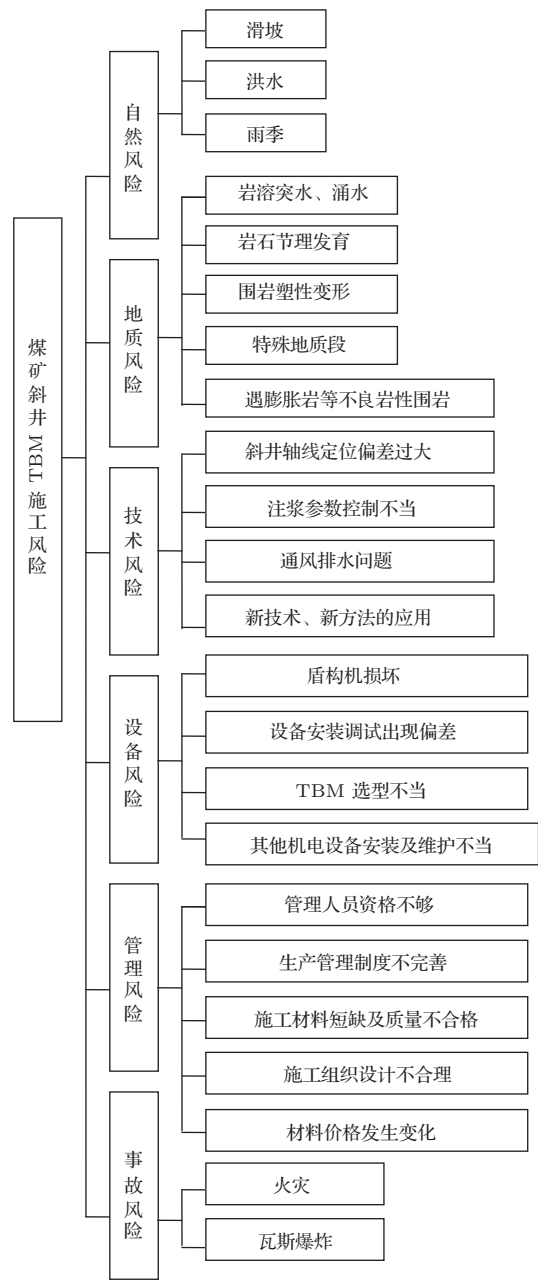 煤矿斜井TBM施工风险
自然风险
滑坡
洪水
雨季
地质风险
岩溶突水、涌水
岩石节理发育
围岩塑性变形
特殊地质段
遇膨胀岩等不良岩性围岩
技术风险
斜井轴线定位偏差过大
注浆参数控制不当
通风排水问题
新技术、新方法的应用
设备风险
盾构机损坏
设备安装调试出现偏差
TBM 选型不当
其他机电设备安装及维护不当
管理风险
管理人员资格不够
生产管理制度不完善
施工材料短缺及质量不合格
施工组织设计不合理
材料价格发生变化
事故风险
火灾
瓦斯爆炸